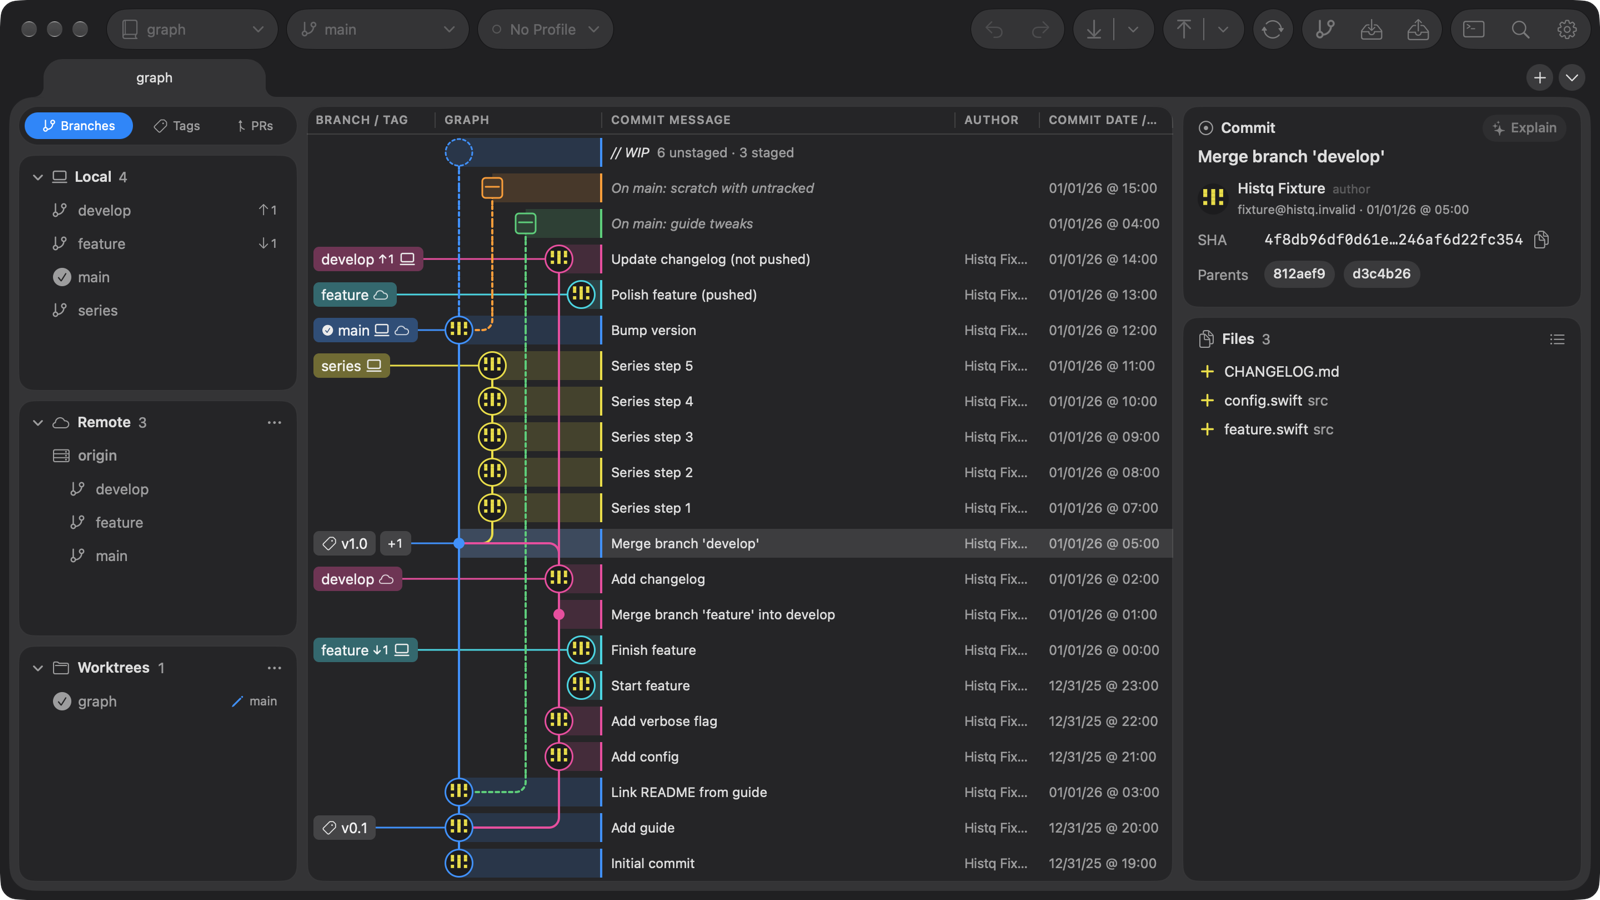 graph
main
No Profile
graph
Branches
Tags
PRs
BRANCH / TAG
GRAPH
COMMIT MESSAGE
AUTHOR
COMMIT DATE /...
Local 4
develop ↑1
feature ↓1
main
series
Remote 3
origin
develop
feature
main
Worktrees 1
graph main
// WIP 6 unstaged · 3 staged
On main: scratch with untracked 01/01/26 @ 15:00
On main: guide tweaks 01/01/26 @ 04:00
develop ↑1 Update changelog (not pushed) Histq Fix... 01/01/26 @ 14:00
feature Polish feature (pushed) Histq Fix... 01/01/26 @ 13:00
main Bump version Histq Fix... 01/01/26 @ 12:00
series Series step 5 Histq Fix... 01/01/26 @ 11:00
Series step 4 Histq Fix... 01/01/26 @ 10:00
Series step 3 Histq Fix... 01/01/26 @ 09:00
Series step 2 Histq Fix... 01/01/26 @ 08:00
Series step 1 Histq Fix... 01/01/26 @ 07:00
v1.0 +1 Merge branch 'develop' Histq Fix... 01/01/26 @ 05:00
develop Add changelog Histq Fix... 01/01/26 @ 02:00
Merge branch 'feature' into develop Histq Fix... 01/01/26 @ 01:00
feature ↓1 Finish feature Histq Fix... 01/01/26 @ 00:00
Start feature Histq Fix... 12/31/25 @ 23:00
Add verbose flag Histq Fix... 12/31/25 @ 22:00
Add config Histq Fix... 12/31/25 @ 21:00
Link README from guide Histq Fix... 01/01/26 @ 03:00
v0.1 Add guide Histq Fix... 12/31/25 @ 20:00
Initial commit Histq Fix... 12/31/25 @ 19:00
Commit
Explain
Merge branch 'develop'
Histq Fixture author
fixture@histq.invalid · 01/01/26 @ 05:00
SHA 4f8db96df0d61e…246af6d22fc354
Parents 812aef9 d3c4b26
Files 3
CHANGELOG.md
config.swift src
feature.swift src